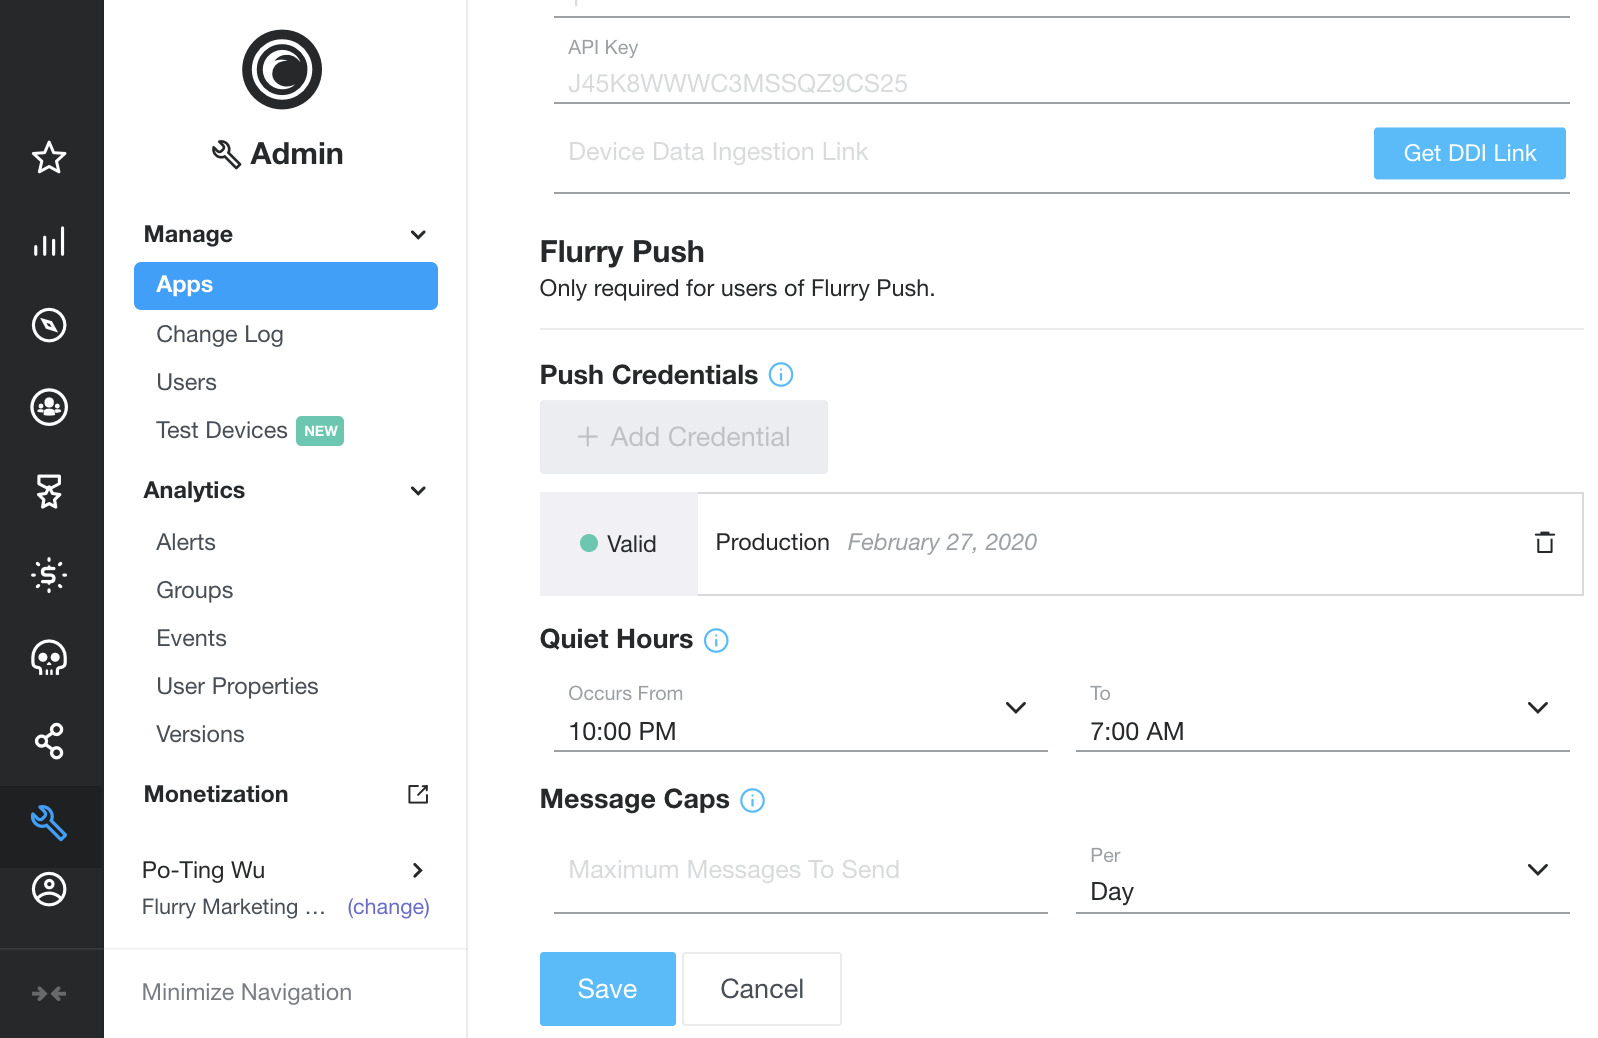 Admin
Manage
Apps
Change Log
Users
Test Devices NEW
Analytics
Alerts
Groups
Events
User Properties
Versions
Monetization
Po-Ting Wu
Flurry Marketing ... (change)
Minimize Navigation
API Key
J45K8WWWC3MSSQZ9CS25
Device Data Ingestion Link
Get DDI Link
Flurry Push
Only required for users of Flurry Push.
Push Credentials
+ Add Credential
Valid
Production February 27, 2020
Quiet Hours
Occurs From
10:00 PM
To
7:00 AM
Message Caps
Maximum Messages To Send
Per
Day
Save
Cancel